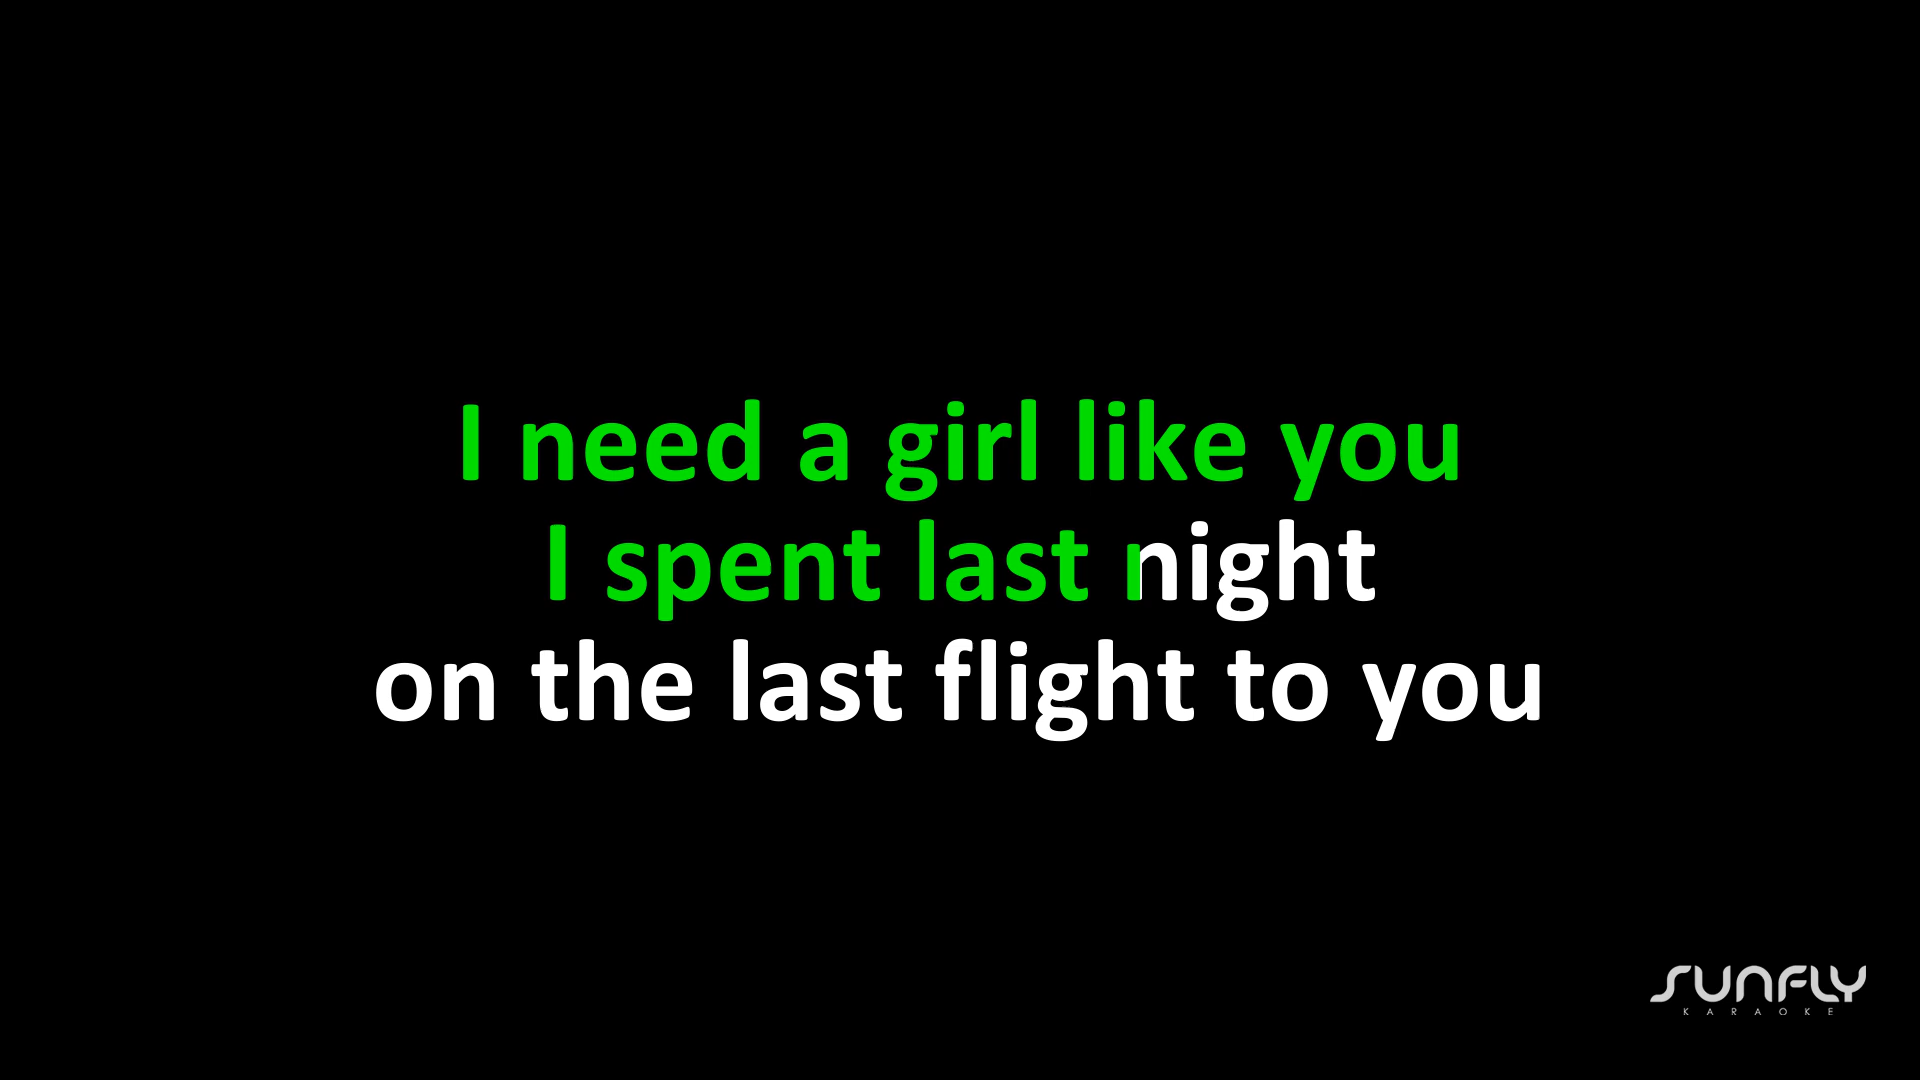 I need a girl like you
I spent last night
on the last flight to you
SUNFLY
KARAOKE